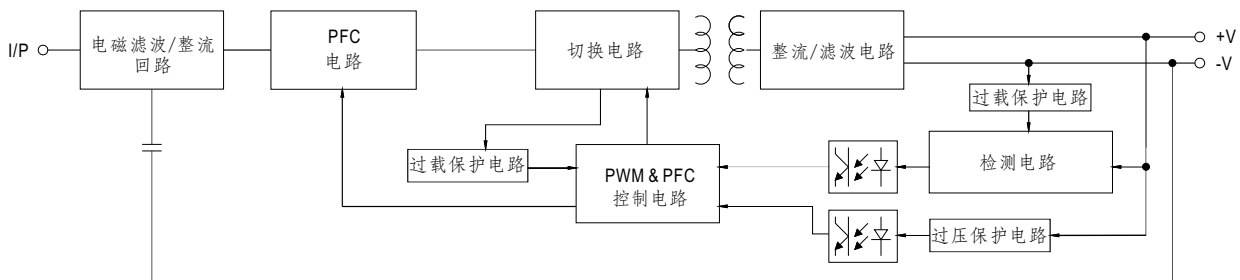 I/P
电磁滤波/整流
回路
PFC
电路
切换电路
整流/滤波电路
+V
-V
过载保护电路
过载保护电路
PWM & PFC
控制电路
检测电路
过压保护电路